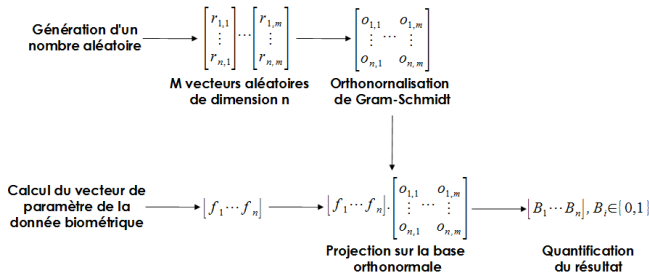 Génération d'un
nombre aléatoire
[r1,1 ⋮ rn,1] ⋯ [r1,m ⋮ rn,m]
[o1,1 o1,m ⋮ ⋯ ⋮ on,1 on,m]
M vecteurs aléatoires
de dimension n
Orthonornalisation
de Gram-Schmidt
Calcul du vecteur de
paramètre de la
donnée biométrique
[f1⋯fn]
[f1⋯fn].[o1,1 o1,m ⋮ ⋯ ⋮ on,1 on,m]
[B1⋯Bn], Bi∈{0,1}
Projection sur la base
orthonormale
Quantification
du résultat